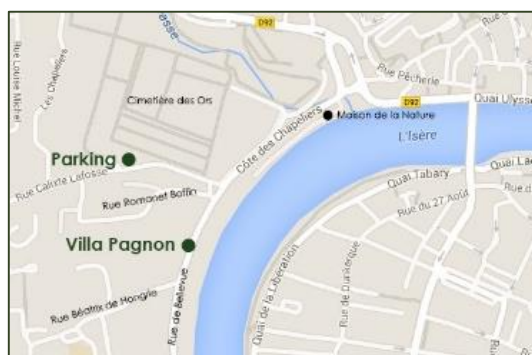 D92
Rue Louise Michel
Les Chapeliers
Rue Pêcherie
D92
Quai Ulysse
Cimetière des Ors
Maison de la Nature
Côte des Chapeliers
L'Isère
Parking
Rue Calixte Lafosse
Quai Tabary
Rue Romanet Boffin
Rue du 27 Août
Villa Pagnon
Rue de Bellevue
Quai de la Libération
Rue de Dunkerque
Rue Béatrix de Hongrie